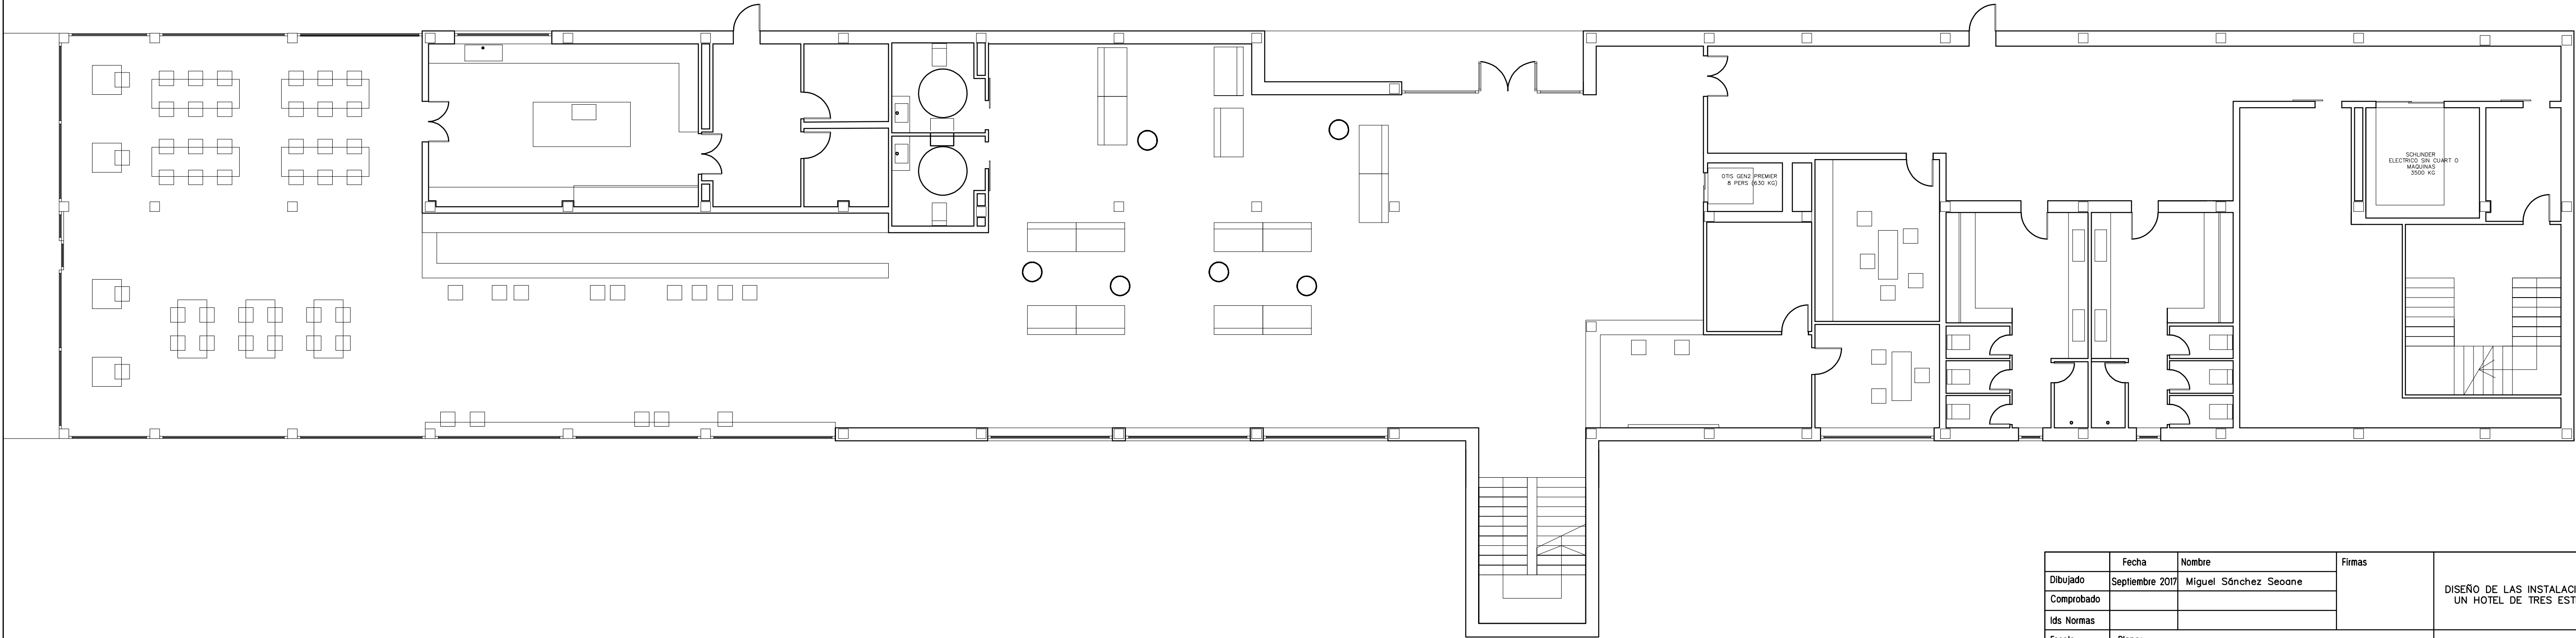 SCHLINDER
ELECTRICO SIN CUART O
MAQUINAS
3500 KG
OTIS GEN2 PREMIER
8 PERS (630 KG)
Fecha Nombre Firmas
Dibujado Septiembre 2017 Miguel Sánchez Seoane
Comprobado
Ids Normas
DISEÑO DE LAS INSTALACI
UN HOTEL DE TRES EST